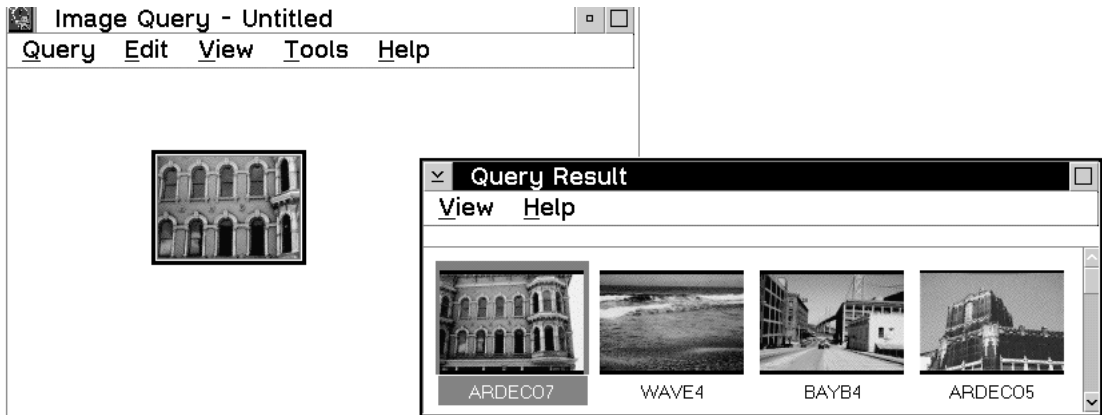 Image Query - Untitled
Query Edit View Tools Help
Query Result
View Help
ARDECO7 WAVE4 BAYB4 ARDECO5